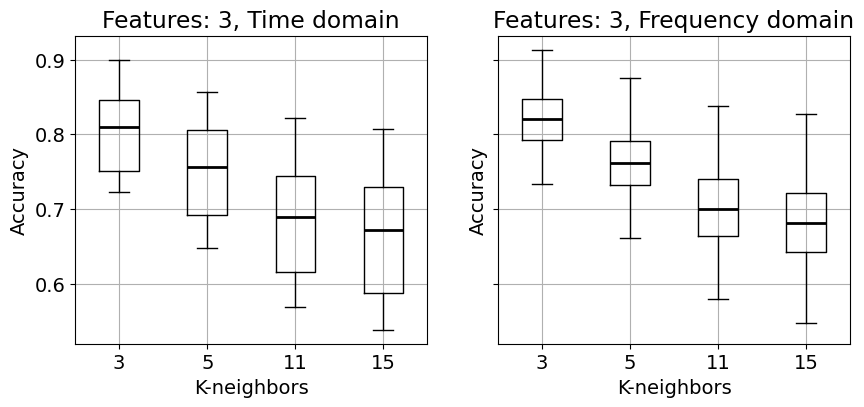 Features: 3, Time domain
Accuracy
0.9
0.8
0.7
0.6
3 5 11 15
K-neighbors
Features: 3, Frequency domain
Accuracy
3 5 11 15
K-neighbors